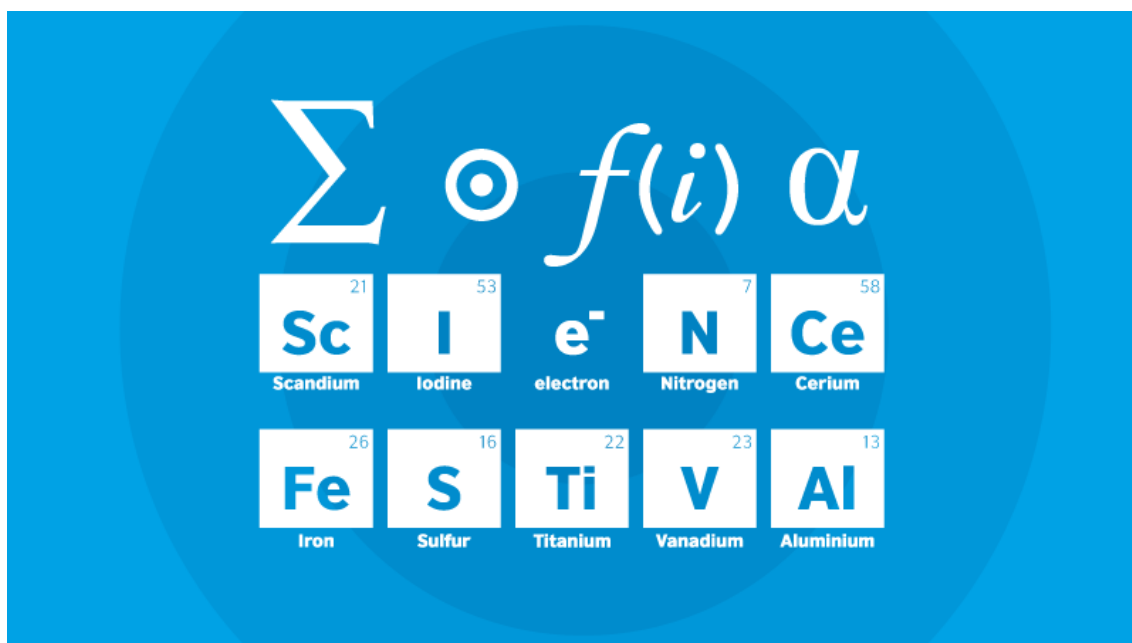 Σ ⊙ f(i) α
21 53 7 58
Sc I e⁻ N Ce
Scandium Iodine electron Nitrogen Cerium
26 16 22 23 13
Fe S Ti V Al
Iron Sulfur Titanium Vanadium Aluminium